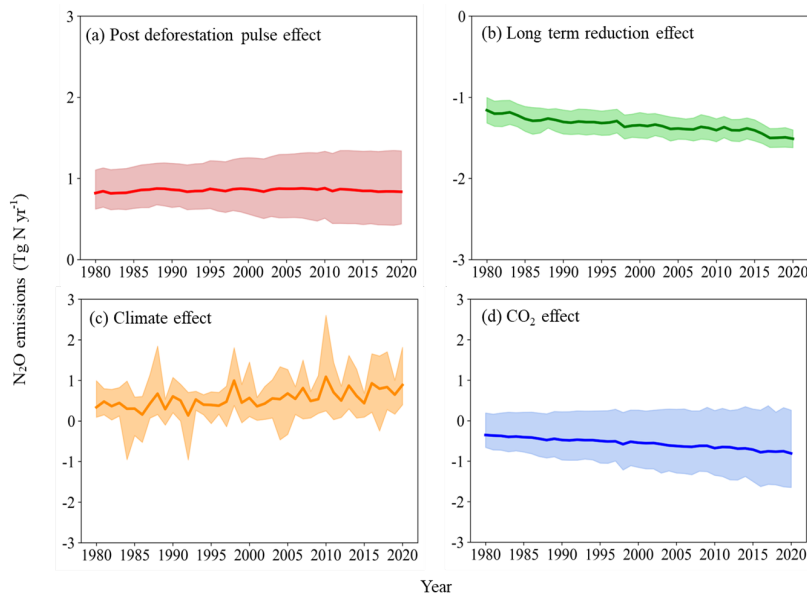 (a) Post deforestation pulse effect
3
2
1
0
1980 1985 1990 1995 2000 2005 2010 2015 2020
(b) Long term reduction effect
-0
-1
-2
-3
1980 1985 1990 1995 2000 2005 2010 2015 2020
(c) Climate effect
3
2
1
0
-1
-2
-3
1980 1985 1990 1995 2000 2005 2010 2015 2020
(d) CO₂ effect
3
2
1
0
-1
-2
-3
1980 1985 1990 1995 2000 2005 2010 2015 2020
N₂O emissions (Tg N yr⁻¹)
Year